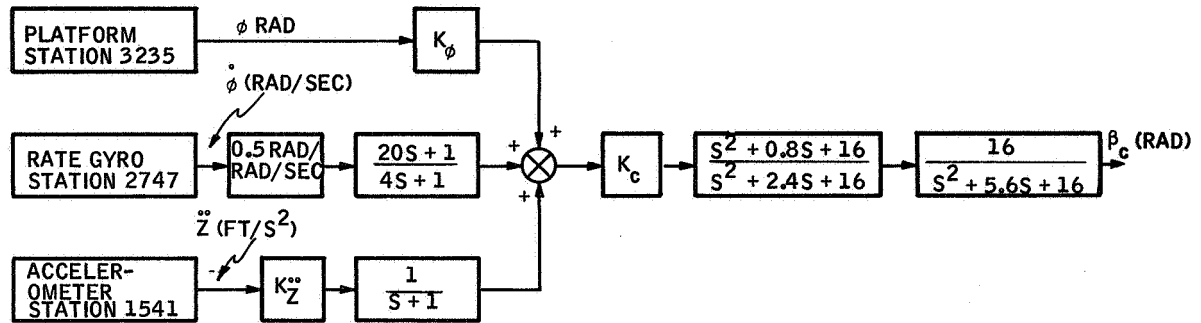 PLATFORM
STATION 3235
φ RAD
K_φ
φ̇ (RAD/SEC)
+
RATE GYRO
STATION 2747
0.5 RAD/
RAD/SEC
20S + 1
4S + 1
+
K_C
S² + 0.8S + 16
S² + 2.4S + 16
16
S² + 5.6S + 16
β_c (RAD)
+
Z̈ (FT/S²)
ACCELER-
OMETER
STATION 1541
K_Z̈
1
S + 1